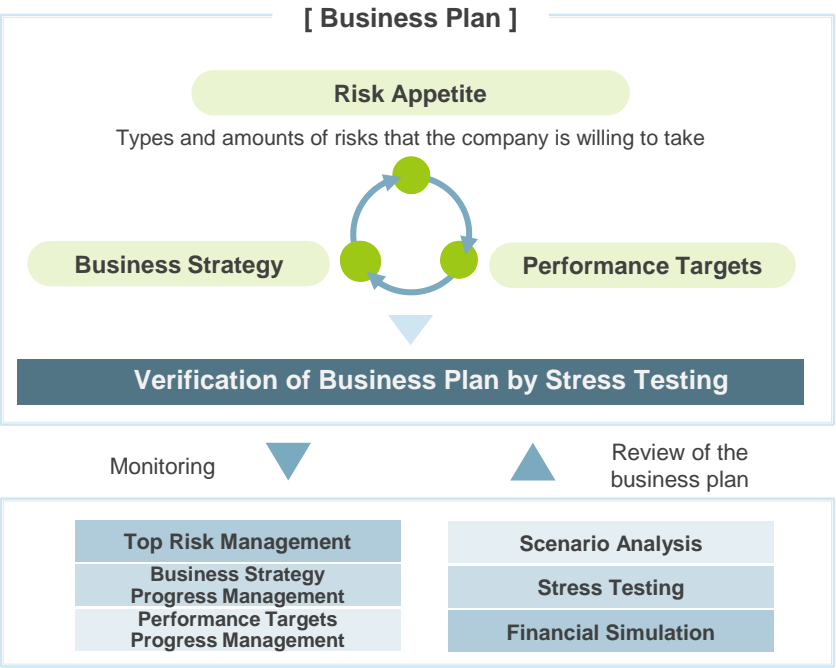 [ Business Plan ]
Risk Appetite
Types and amounts of risks that the company is willing to take
Business Strategy
Performance Targets
Verification of Business Plan by Stress Testing
Monitoring
Review of the
business plan
Top Risk Management
Business Strategy
Progress Management
Performance Targets
Progress Management
Scenario Analysis
Stress Testing
Financial Simulation